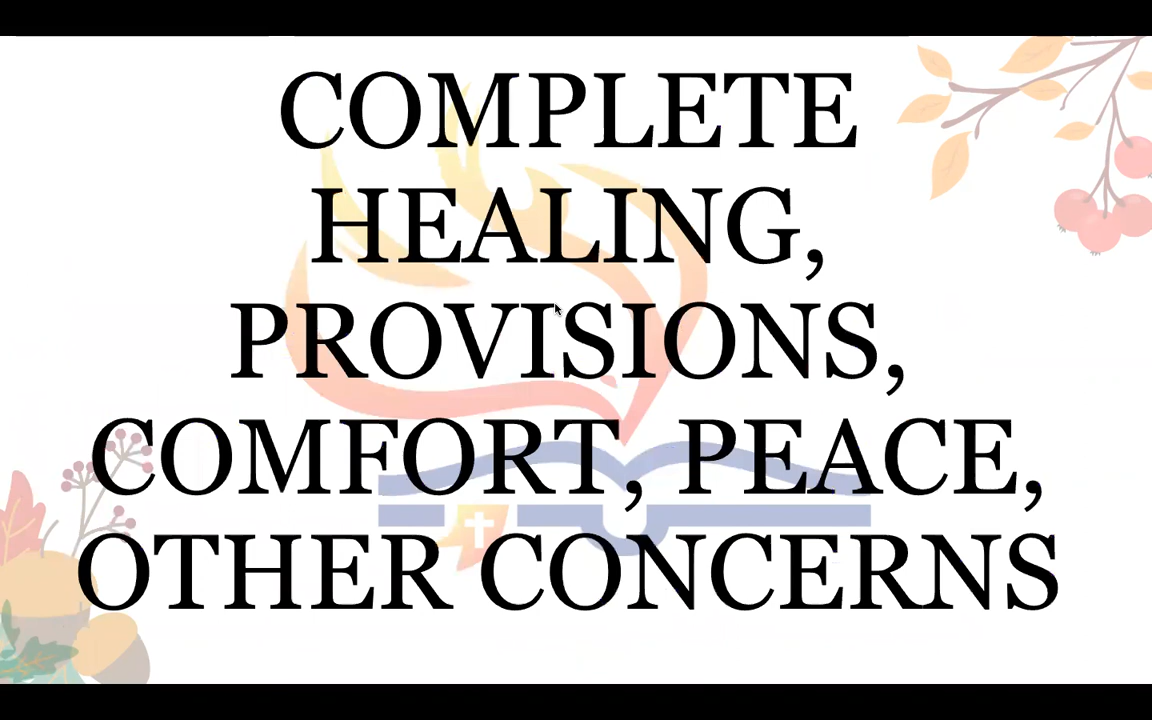 COMPLETE
HEALING,
PROVISIONS,
COMFORT, PEACE,
OTHER CONCERNS